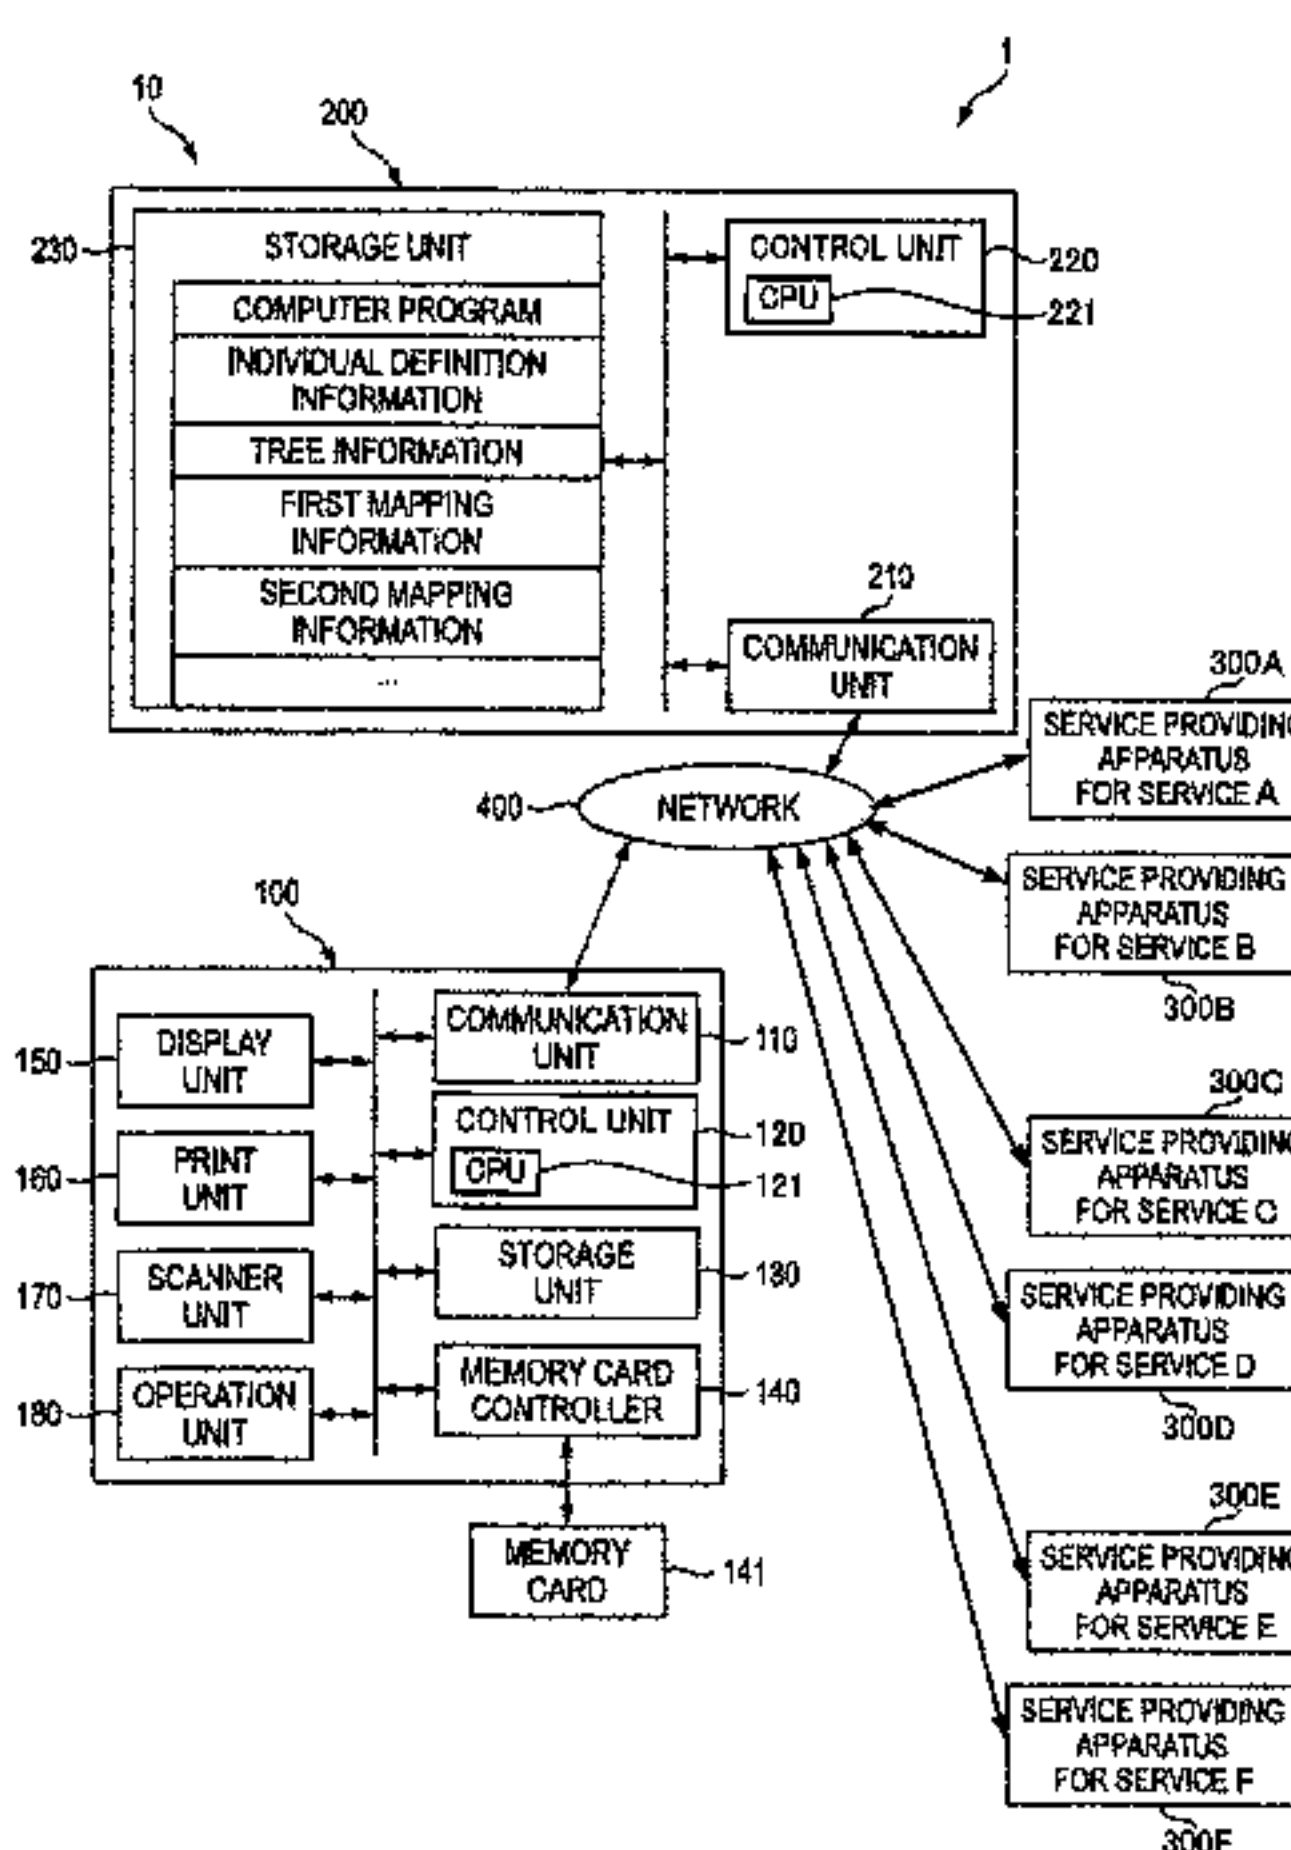 1
10
200
230
STORAGE UNIT
COMPUTER PROGRAM
INDIVIDUAL DEFINITION
INFORMATION
TREE INFORMATION
FIRST MAPPING
INFORMATION
SECOND MAPPING
INFORMATION
...
CONTROL UNIT
CPU
220
221
210
COMMUNICATION
UNIT
400
NETWORK
300A
SERVICE PROVIDING
APPARATUS
FOR SERVICE A
SERVICE PROVIDING
APPARATUS
FOR SERVICE B
300B
300C
SERVICE PROVIDING
APPARATUS
FOR SERVICE C
SERVICE PROVIDING
APPARATUS
FOR SERVICE D
300D
300E
SERVICE PROVIDING
APPARATUS
FOR SERVICE E
SERVICE PROVIDING
APPARATUS
FOR SERVICE F
300F
100
150
DISPLAY
UNIT
160
PRINT
UNIT
170
SCANNER
UNIT
180
OPERATION
UNIT
COMMUNICATION
UNIT
110
CONTROL UNIT
CPU
120
121
STORAGE
UNIT
130
MEMORY CARD
CONTROLLER
140
MEMORY
CARD
141